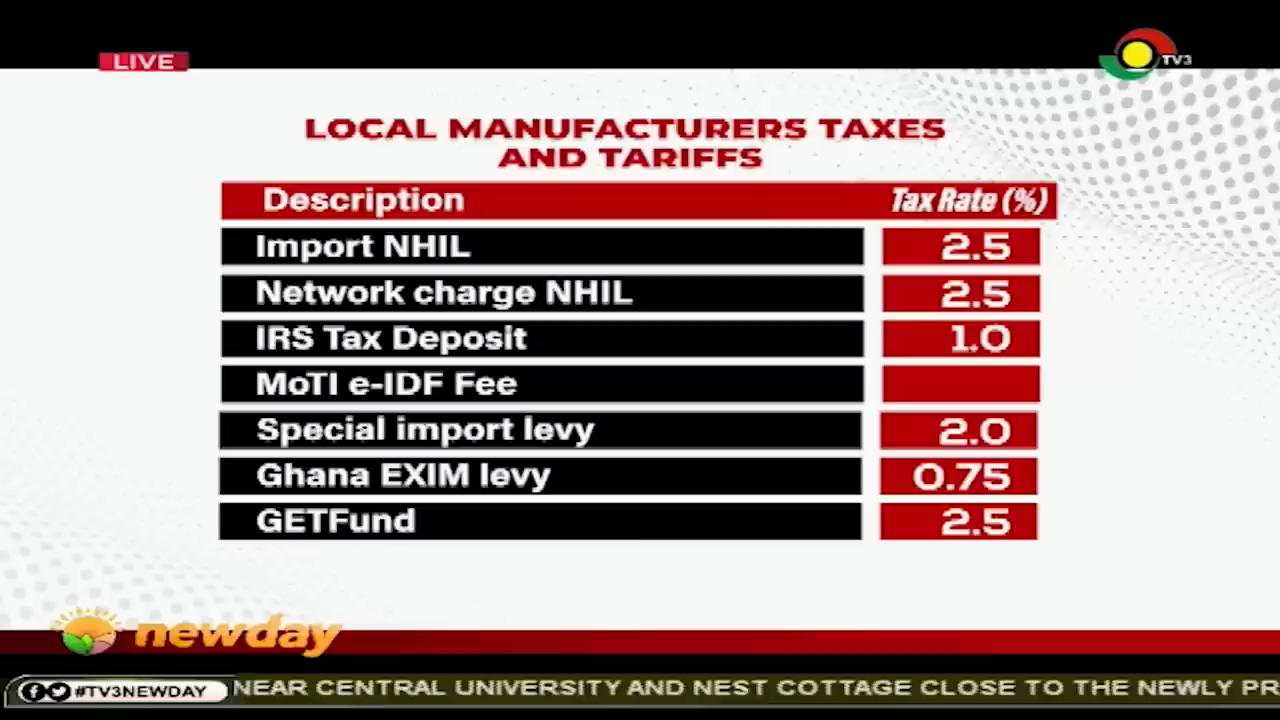 LIVE
TV3
LOCAL MANUFACTURERS TAXES
AND TARIFFS
Description Tax Rate (%)
Import NHIL 2.5
Network charge NHIL 2.5
IRS Tax Deposit 1.0
MoTI e-IDF Fee
Special import levy 2.0
Ghana EXIM levy 0.75
GETFund 2.5
newday
#TV3NEWDAY NEAR CENTRAL UNIVERSITY AND NEST COTTAGE CLOSE TO THE NEWLY PR